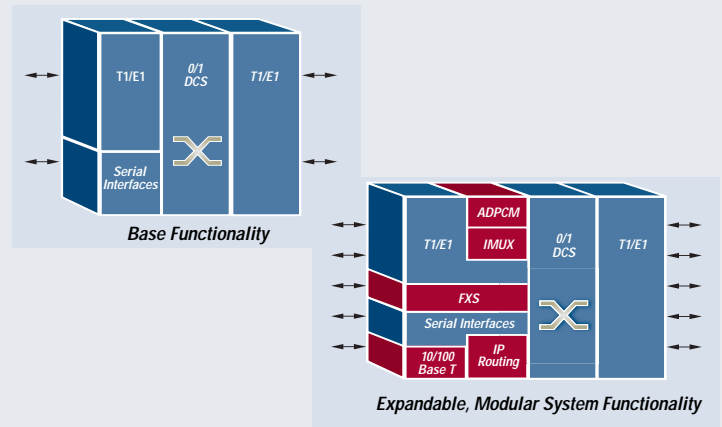 T1/E1
0/1
DCS
T1/E1
Serial
Interfaces
Base Functionality
ADPCM
T1/E1
IMUX
0/1
DCS
T1/E1
FXS
Serial Interfaces
10/100
Base T
IP
Routing
Expandable, Modular System Functionality